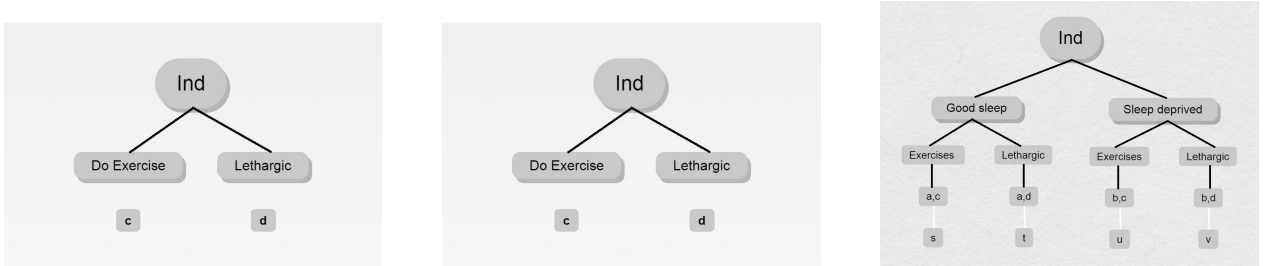 Ind
Do Exercise Lethargic
c d
Ind
Do Exercise Lethargic
c d
Ind
Good sleep Sleep deprived
Exercises Lethargic Exercises Lethargic
a,c a,d b,c b,d
s t u v